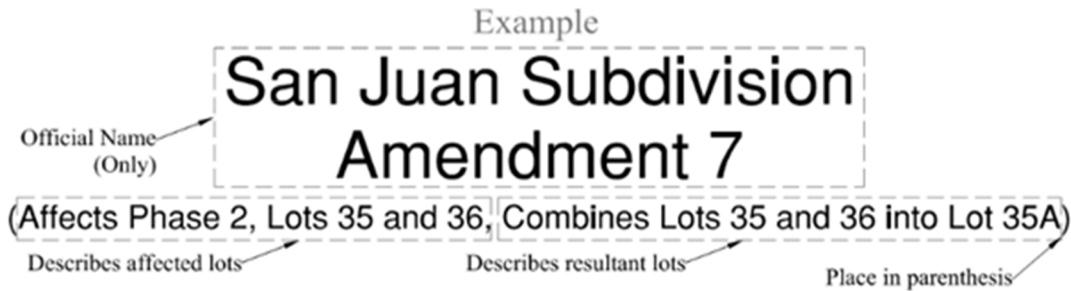 Example
San Juan Subdivision
Amendment 7
Official Name
(Only)
(Affects Phase 2, Lots 35 and 36, Combines Lots 35 and 36 into Lot 35A)
Describes affected lots
Describes resultant lots
Place in parenthesis